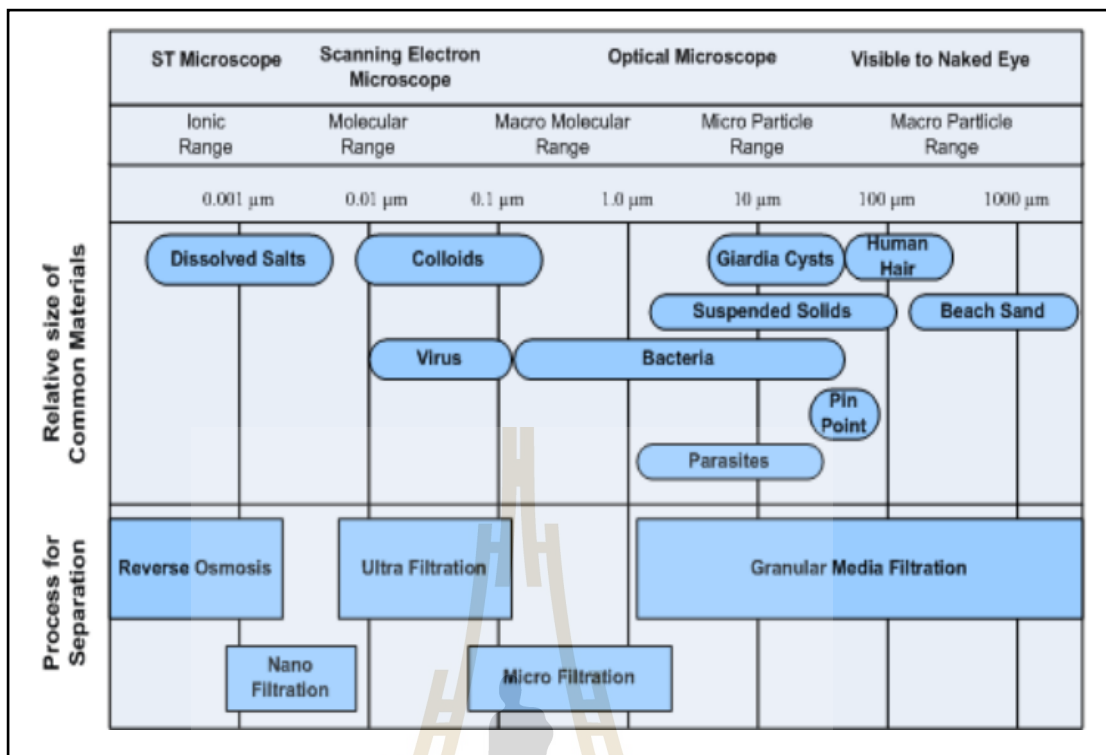 ST Microscope
Scanning Electron
Microscope
Optical Microscope
Visible to Naked Eye
Ionic
Range
Molecular
Range
Macro Molecular
Range
Micro Particle
Range
Macro Partlicle
Range
0.001 µm
0.01 µm
0.1 µm
1.0 µm
10 µm
100 µm
1000 µm
Relative size of
Common Materials
Dissolved Salts
Colloids
Giardia Cysts
Human
Hair
Suspended Solids
Beach Sand
Virus
Bacteria
Pin
Point
Parasites
Process for
Separation
Reverse Osmosis
Ultra Filtration
Granular Media Filtration
Nano
Filtration
Micro Filtration